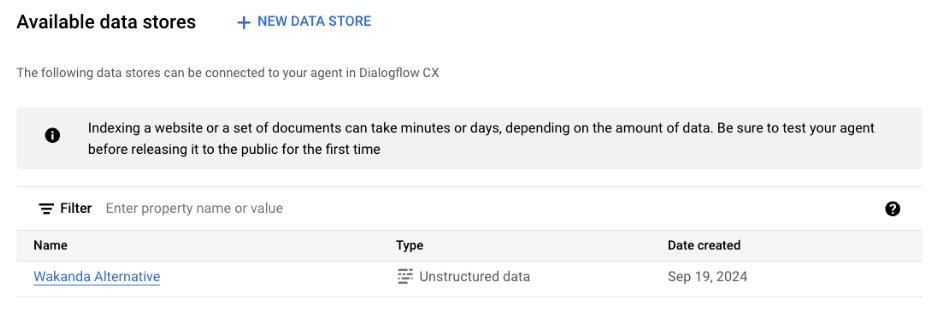 Available data stores
NEW DATA STORE
The following data stores can be connected to your agent in Dialogflow CX
Indexing a website or a set of documents can take minutes or days, depending on the amount of data. Be sure to test your agent
before releasing it to the public for the first time
Filter Enter property name or value
Name Type Date created
Wakanda Alternative Unstructured data Sep 19, 2024